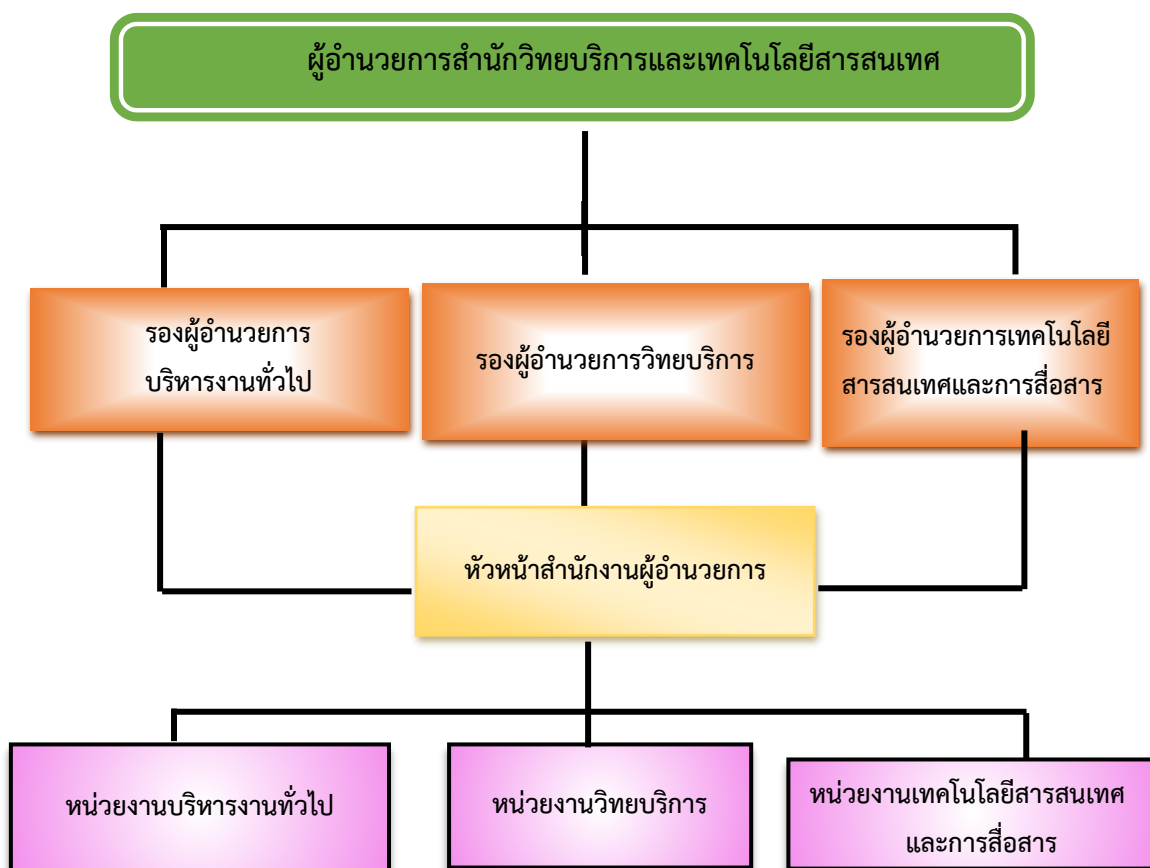 ผู้อำนวยการสำนักวิทยบริการและเทคโนโลยีสารสนเทศ
รองผู้อำนวยการ
บริหารงานทั่วไป
รองผู้อำนวยการวิทยบริการ
รองผู้อำนวยการเทคโนโลยี
สารสนเทศและการสื่อสาร
หัวหน้าสำนักงานผู้อำนวยการ
หน่วยงานบริหารงานทั่วไป
หน่วยงานวิทยบริการ
หน่วยงานเทคโนโลยีสารสนเทศ
และการสื่อสาร